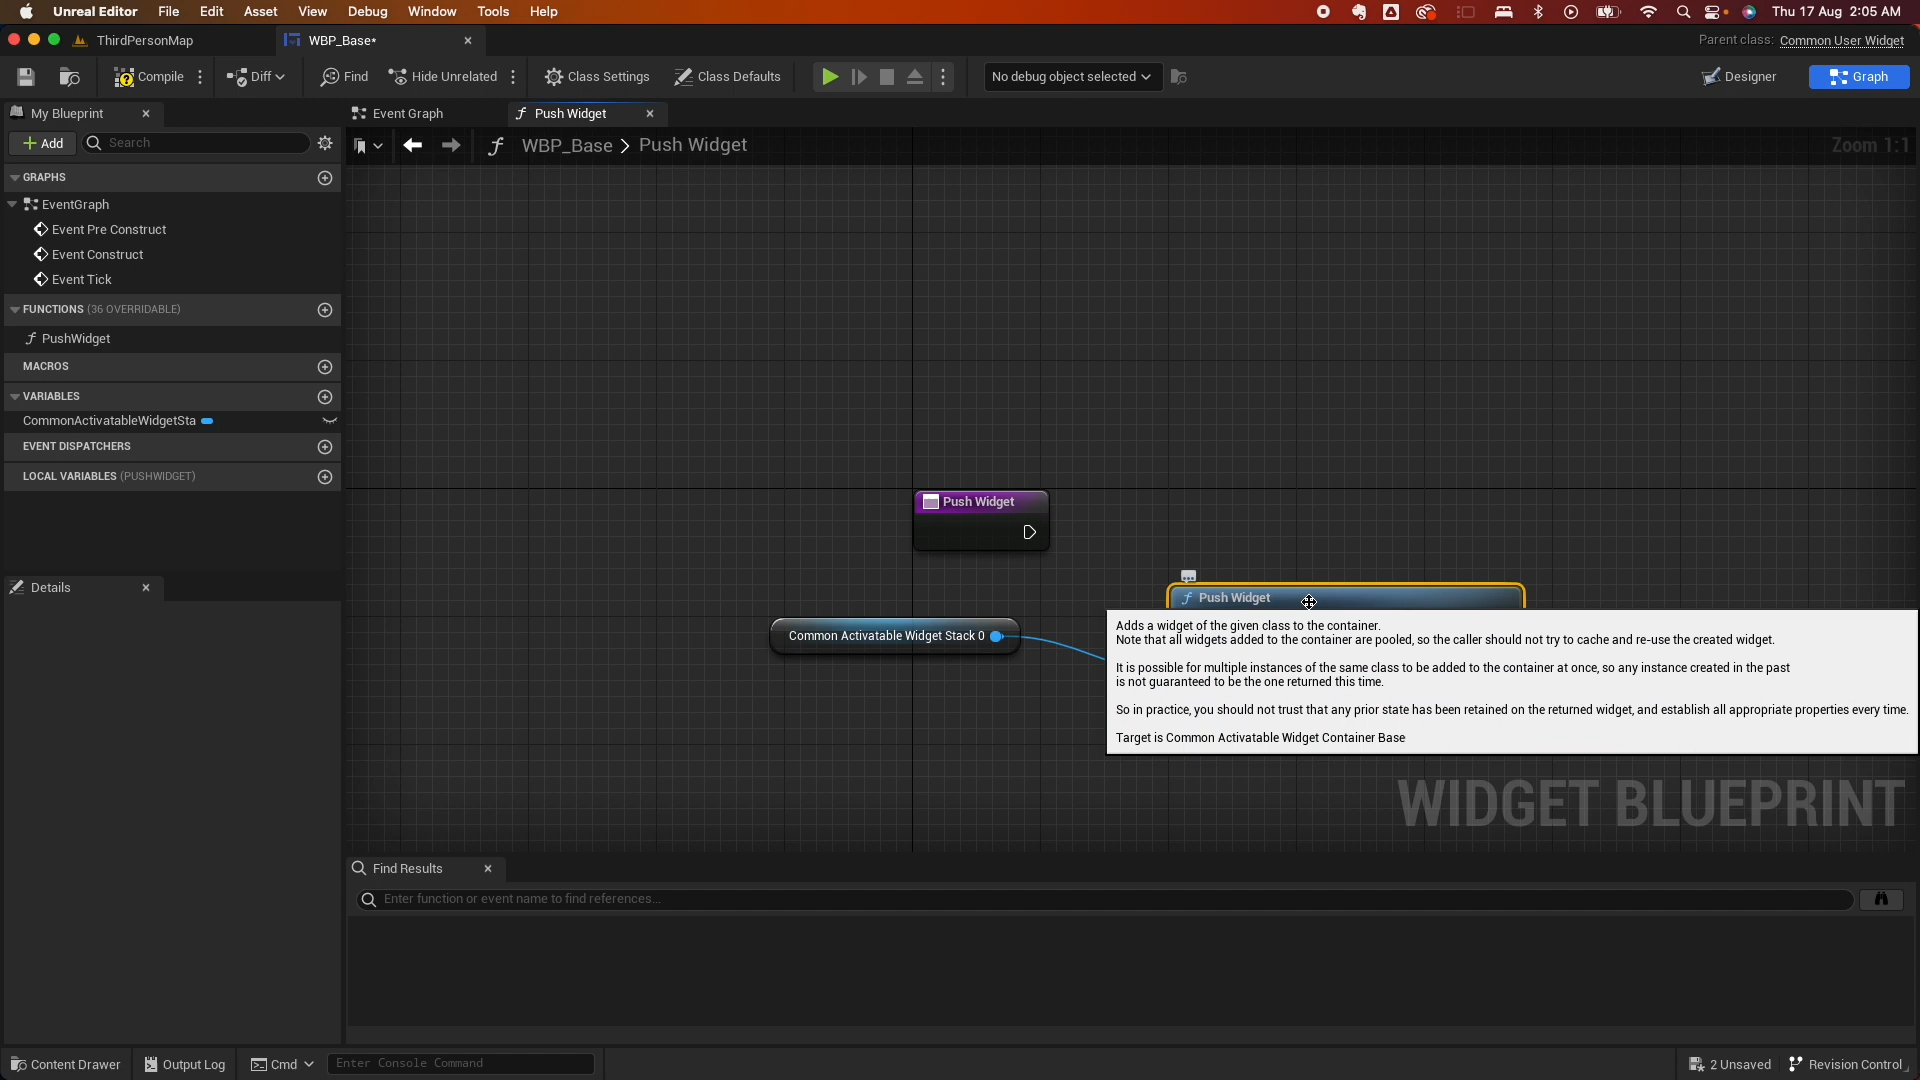 Unreal Editor File Edit Asset View Debug Window Tools Help Thu 17 Aug 2:05 AM
ThirdPersonMap WBP_Base* Parent class: Common User Widget
Compile Diff Find Hide Unrelated Class Settings Class Defaults No debug object selected Designer Graph
My Blueprint Event Graph Push Widget
Add Search WBP_Base > Push Widget Zoom 1:1
GRAPHS
EventGraph
Event Pre Construct
Event Construct
Event Tick
FUNCTIONS (36 OVERRIDABLE)
PushWidget
MACROS
VARIABLES
CommonActivatableWidgetSta
EVENT DISPATCHERS
LOCAL VARIABLES (PUSHWIDGET)
Push Widget
Details
Push Widget
Common Activatable Widget Stack 0
Adds a widget of the given class to the container.
Note that all widgets added to the container are pooled, so the caller should not try to cache and re-use the created widget.
It is possible for multiple instances of the same class to be added to the container at once, so any instance created in the past
is not guaranteed to be the one returned this time.
So in practice, you should not trust that any prior state has been retained on the returned widget, and establish all appropriate properties every time.
Target is Common Activatable Widget Container Base
WIDGET BLUEPRINT
Find Results
Enter function or event name to find references...
Content Drawer Output Log Cmd Enter Console Command 2 Unsaved Revision Control